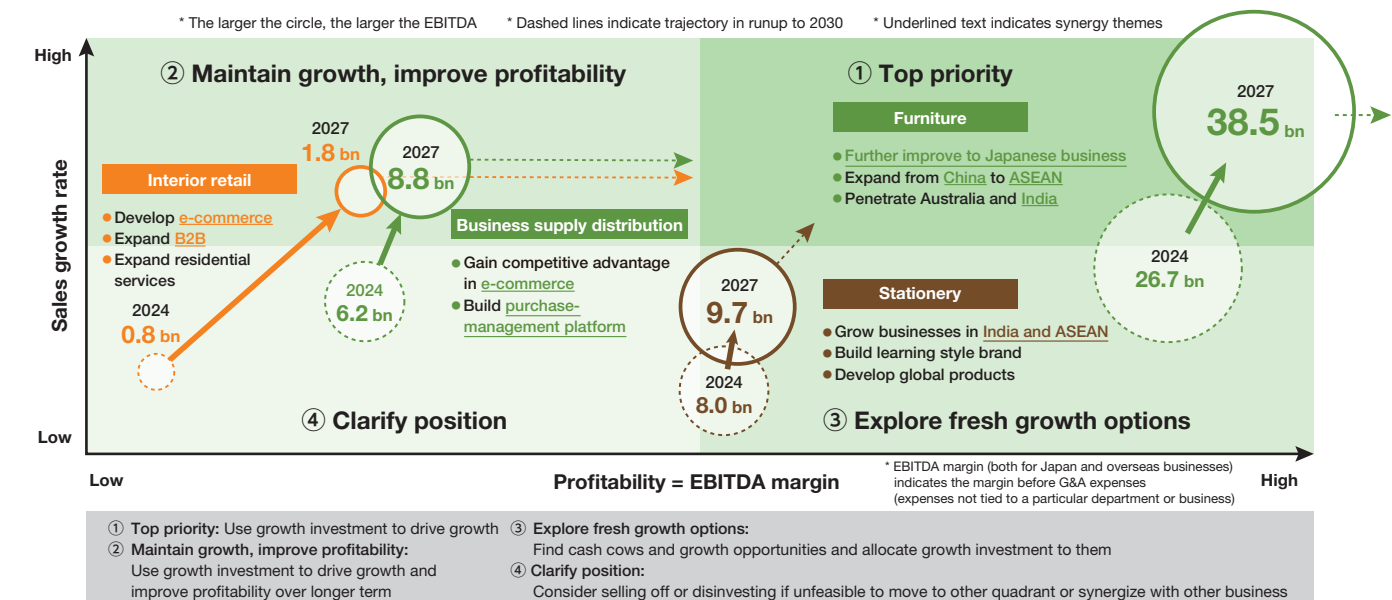 * The larger the circle, the larger the EBITDA * Dashed lines indicate trajectory in runup to 2030 * Underlined text indicates synergy themes
High
Sales growth rate
Low
② Maintain growth, improve profitability
2027
1.8 bn
2027
8.8 bn
Interior retail
● Develop e-commerce
● Expand B2B
● Expand residential
services
2024
0.8 bn
2024
6.2 bn
Business supply distribution
● Gain competitive advantage
in e-commerce
● Build purchase-
management platform
① Top priority
Furniture
● Further improve to Japanese business
● Expand from China to ASEAN
● Penetrate Australia and India
2027
38.5 bn
2024
26.7 bn
2027
9.7 bn
2024
8.0 bn
Stationery
● Grow businesses in India and ASEAN
● Build learning style brand
● Develop global products
④ Clarify position
③ Explore fresh growth options
Low
Profitability = EBITDA margin
* EBITDA margin (both for Japan and overseas businesses)
indicates the margin before G&A expenses
(expenses not tied to a particular department or business)
High
① Top priority: Use growth investment to drive growth
② Maintain growth, improve profitability:
Use growth investment to drive growth and
improve profitability over longer term
③ Explore fresh growth options:
Find cash cows and growth opportunities and allocate growth investment to them
④ Clarify position:
Consider selling off or disinvesting if unfeasible to move to other quadrant or synergize with other business